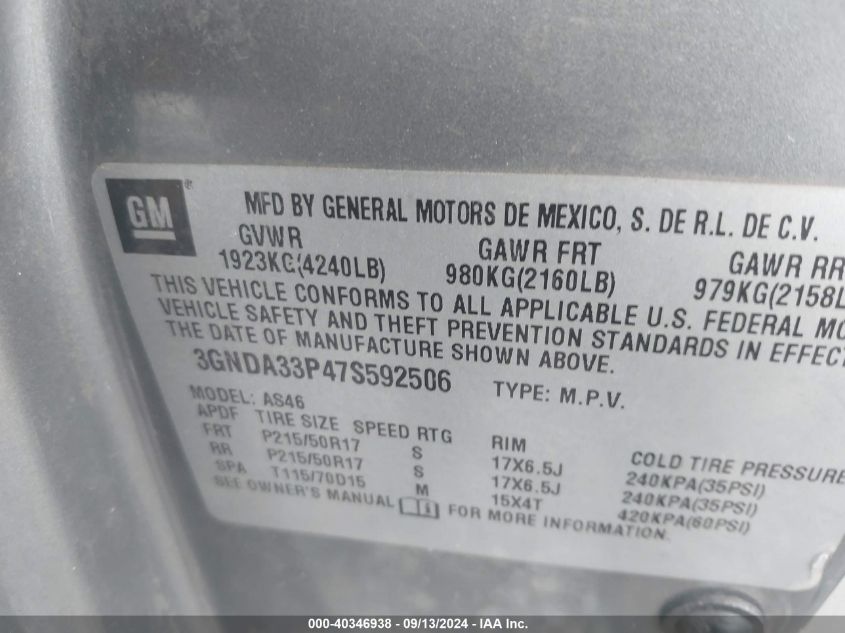 GM ®
MFD BY GENERAL MOTORS DE MEXICO, S. DE R.L. DE C.V.
GVWR GAWR FRT GAWR RR
1923KG(4240LB) 980KG(2160LB) 979KG(2158L
THIS VEHICLE CONFORMS TO ALL APPLICABLE U.S. FEDERAL MO
VEHICLE SAFETY AND THEFT PREVENTION STANDARDS IN EFFECT
THE DATE OF MANUFACTURE SHOWN ABOVE.
3GNDA33P47S592506 TYPE: M.P.V.
MODEL: AS46
APDF TIRE SIZE SPEED RTG RIM COLD TIRE PRESSURE
FRT P215/50R17 S 17X6.5J 240KPA(35PSI)
RR P215/50R17 S 17X6.5J 240KPA(35PSI)
SPA T115/70D15 M 15X4T 420KPA(60PSI)
SEE OWNER'S MANUAL FOR MORE INFORMATION.
000-40346938 - 09/13/2024 - IAA Inc.